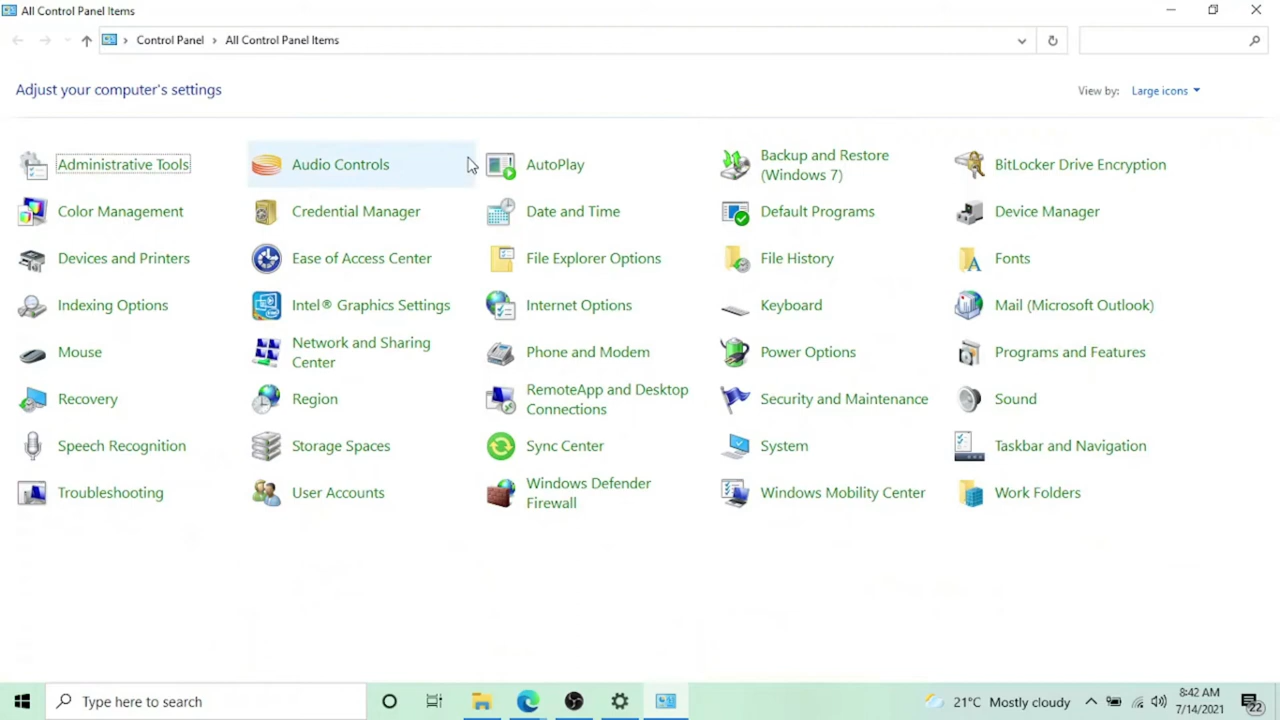 All Control Panel Items
Control Panel > All Control Panel Items
Adjust your computer's settings
View by: Large icons
Administrative Tools
Audio Controls
AutoPlay
Backup and Restore
(Windows 7)
BitLocker Drive Encryption
Color Management
Credential Manager
Date and Time
Default Programs
Device Manager
Devices and Printers
Ease of Access Center
File Explorer Options
File History
Fonts
Indexing Options
Intel® Graphics Settings
Internet Options
Keyboard
Mail (Microsoft Outlook)
Mouse
Network and Sharing
Center
Phone and Modem
Power Options
Programs and Features
Recovery
Region
RemoteApp and Desktop
Connections
Security and Maintenance
Sound
Speech Recognition
Storage Spaces
Sync Center
System
Taskbar and Navigation
Troubleshooting
User Accounts
Windows Defender
Firewall
Windows Mobility Center
Work Folders
Type here to search
21°C Mostly cloudy
8:42 AM
7/14/2021
22